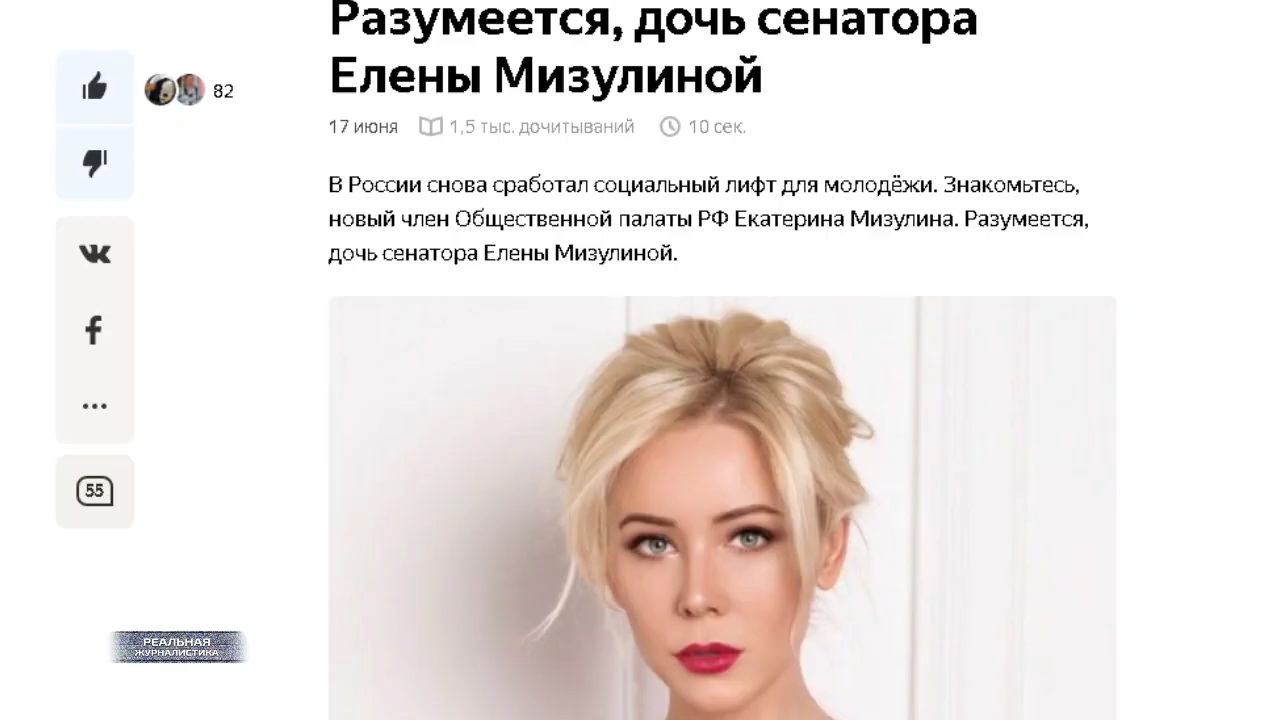 Разумеется, дочь сенатора
Елены Мизулиной
82
17 июня 1,5 тыс. дочитываний 10 сек.
В России снова сработал социальный лифт для молодёжи. Знакомьтесь,
новый член Общественной палаты РФ Екатерина Мизулина. Разумеется,
дочь сенатора Елены Мизулиной.
55
РЕАЛЬНАЯ
ЖУРНАЛИСТИКА